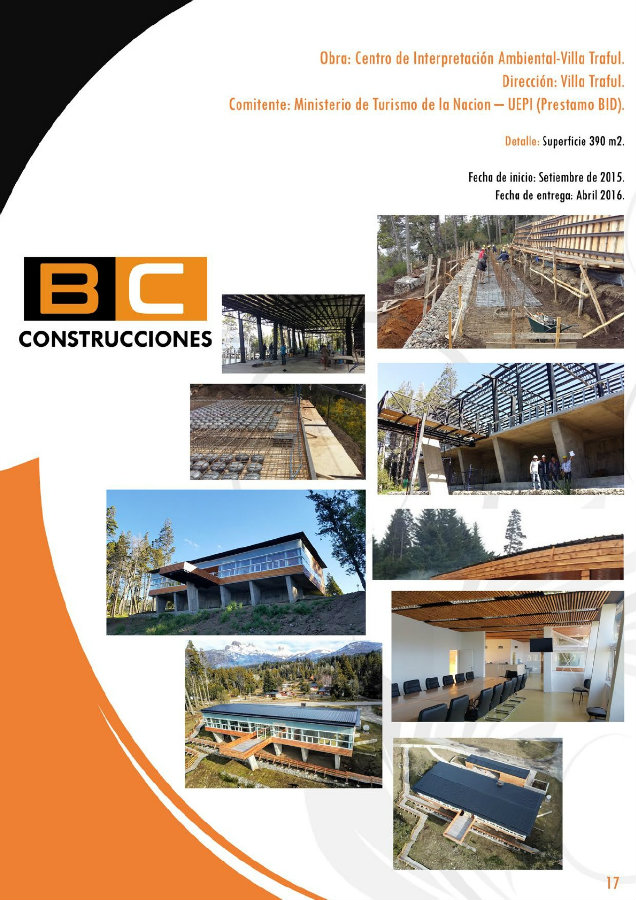 Obra: Centro de Interpretación Ambiental-Villa Traful.
Dirección: Villa Traful.
Comitente: Ministerio de Turismo de la Nacion – UEPI (Prestamo BID).
Detalle: Superficie 390 m2.
Fecha de inicio: Setiembre de 2015.
Fecha de entrega: Abril 2016.
BC
CONSTRUCCIONES
17